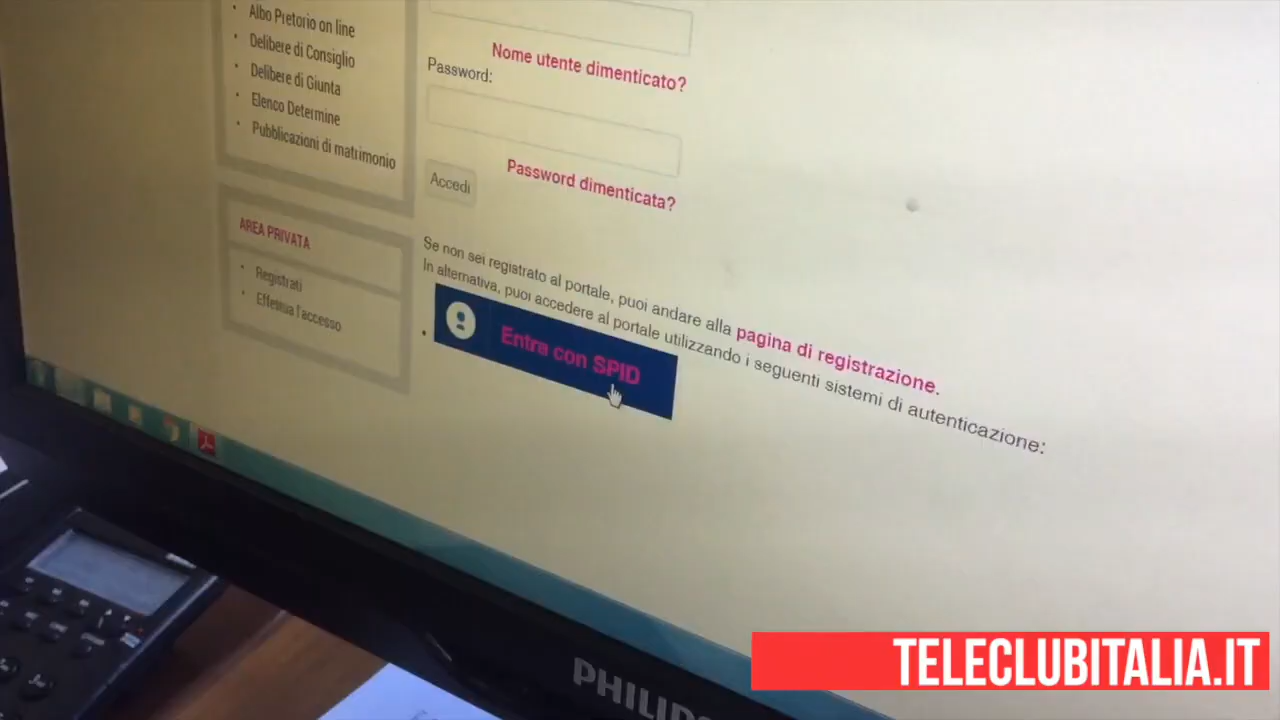 Albo Pretorio on line
Delibere di Consiglio
Delibere di Giunta
Elenco Determine
Pubblicazioni di matrimonio
AREA PRIVATA
Registrati
Effettua l'accesso
Nome utente dimenticato?
Password:
Password dimenticata?
Accedi
Se non sei registrato al portale, puoi andare alla pagina di registrazione.
In alternativa, puoi accedere al portale utilizzando i seguenti sistemi di autenticazione:
Entra con SPID
PHILIPS
TELECLUBITALIA.IT